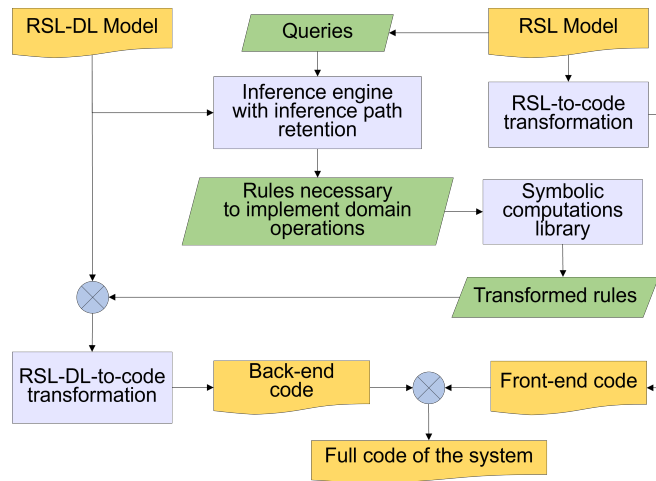 RSL-DL Model
Queries
RSL Model
Inference engine
with inference path
retention
RSL-to-code
transformation
Rules necessary
to implement domain
operations
Symbolic
computations
library
Transformed rules
RSL-DL-to-code
transformation
Back-end
code
Front-end code
Full code of the system